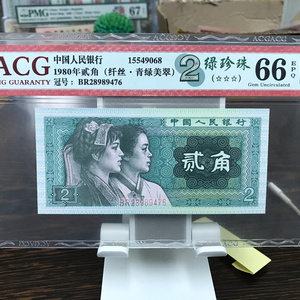 PMG
67
ACGACGI
ACG
NG GUARANTY
中国人民银行 15549068
1980年贰角（纤丝·青绿美翠）
冠号：BR28989476
2 绿珍珠
（☆☆☆）
66 EPQ
Gem Uncirculated
中国人民银行
贰角
BR28989476
2
2